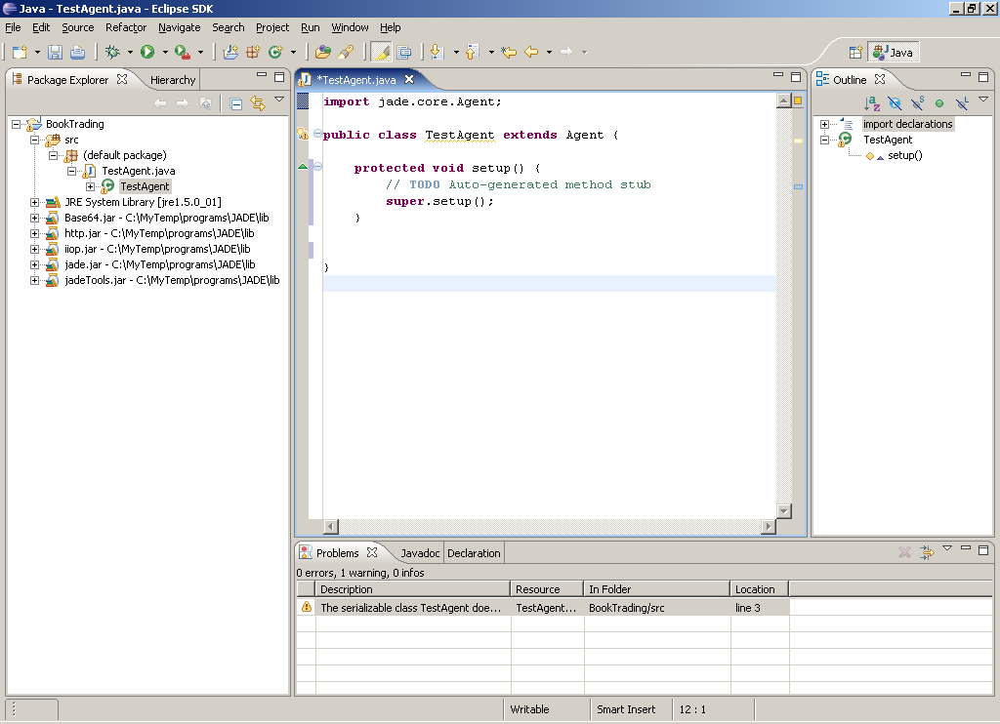 Java - TestAgent.java - Eclipse SDK
File Edit Source Refactor Navigate Search Project Run Window Help
Java
Package Explorer Hierarchy
BookTrading
src
(default package)
TestAgent.java
TestAgent
JRE System Library [jre1.5.0_01]
Base64.jar - C:\MyTemp\programs\JADE\lib
http.jar - C:\MyTemp\programs\JADE\lib
iiop.jar - C:\MyTemp\programs\JADE\lib
jade.jar - C:\MyTemp\programs\JADE\lib
jadeTools.jar - C:\MyTemp\programs\JADE\lib
*TestAgent.java
import jade.core.Agent;
public class TestAgent extends Agent {
protected void setup() {
// TODO Auto-generated method stub
super.setup();
}
}
Outline
import declarations
TestAgent
setup()
Problems Javadoc Declaration
0 errors, 1 warning, 0 infos
Description Resource In Folder Location
The serializable class TestAgent doe... TestAgent... BookTrading/src line 3
Writable Smart Insert 12 : 1